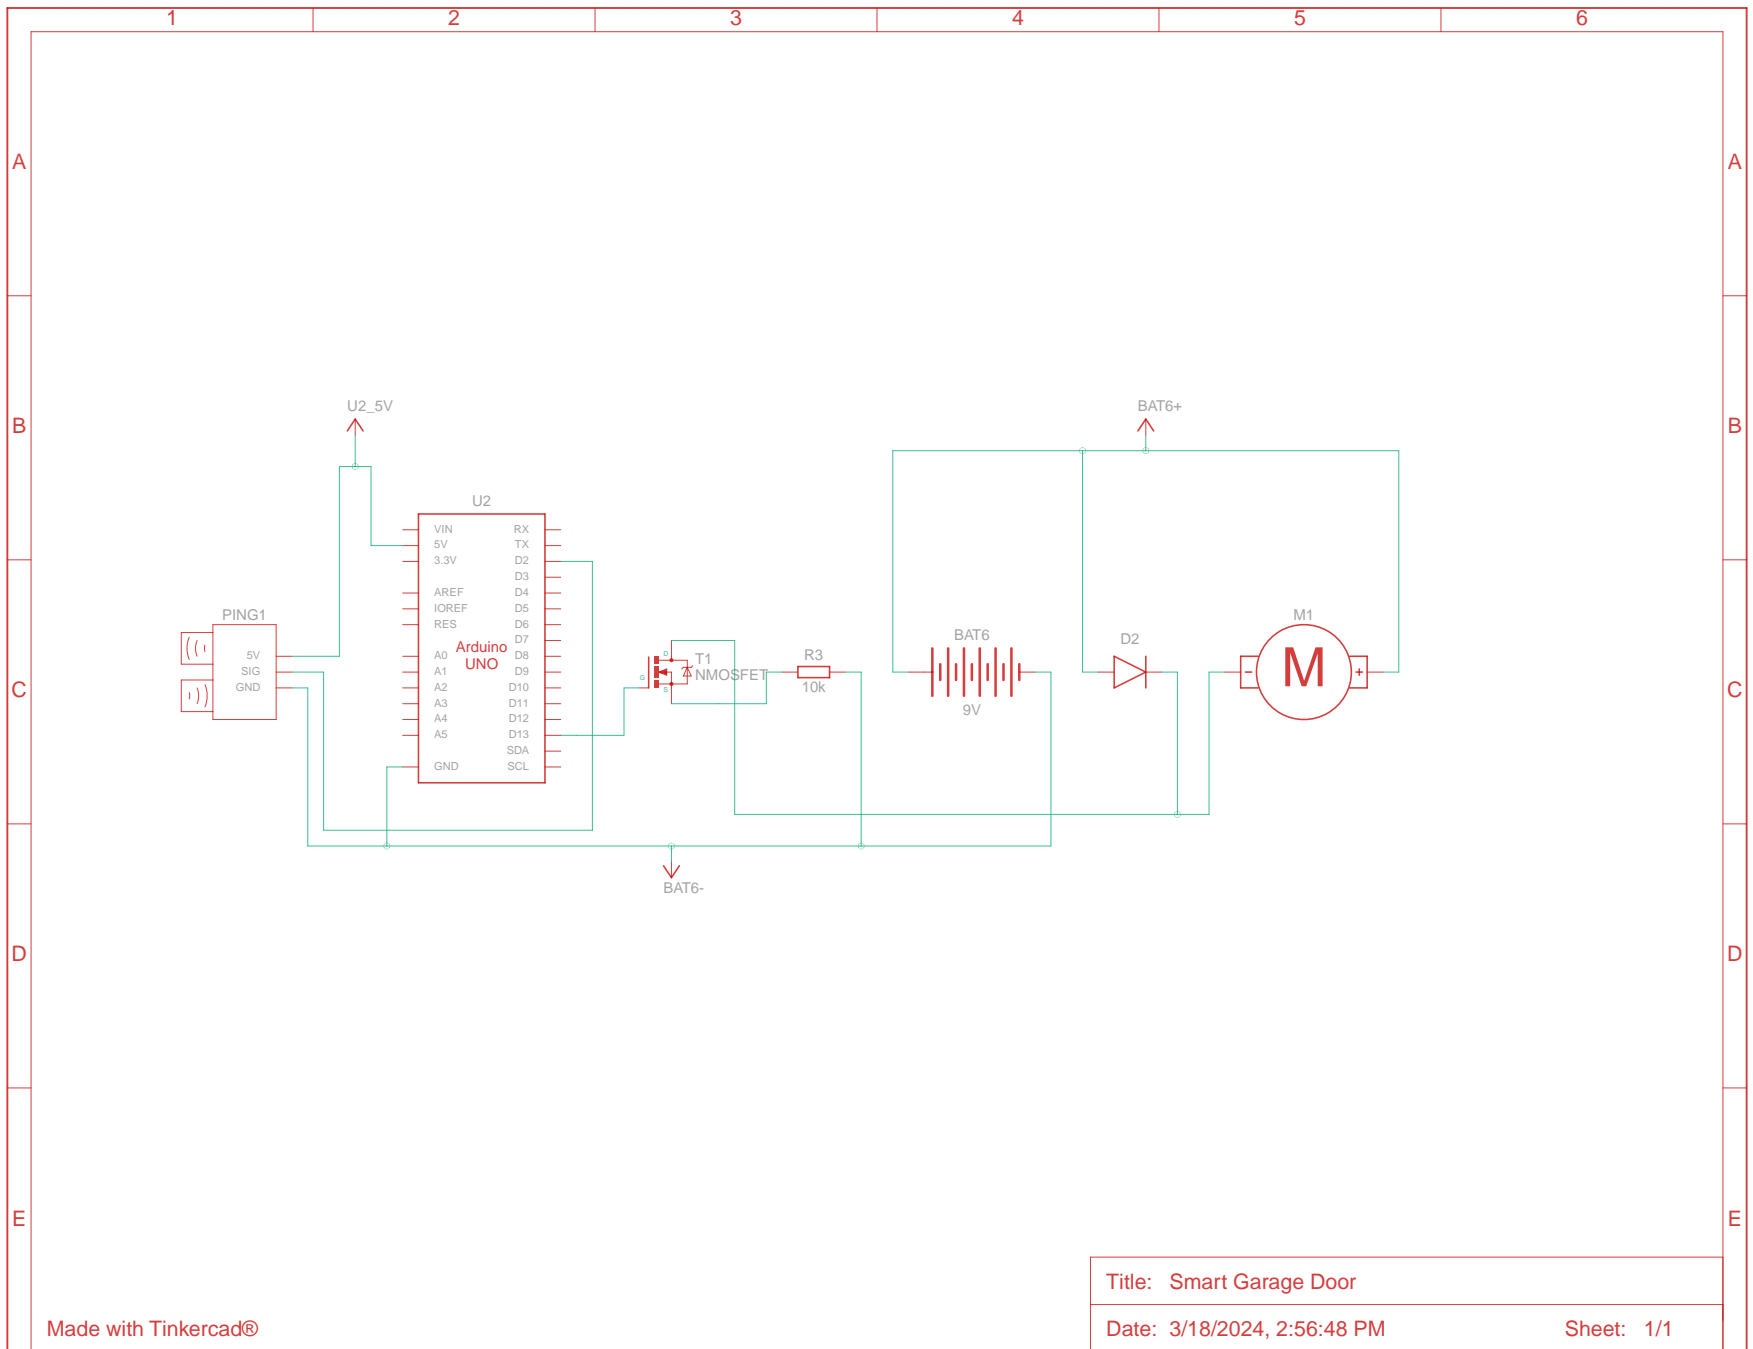 1 2 3 4 5 6
A A
U2_5V BAT6+
B B
U2
VIN RX
5V TX
3.3V D2
D3
AREF D4
IOREF D5
RES D6
D7
Arduino
UNO
A0 D8
A1 D9
A2 D10
A3 D11
A4 D12
A5 D13
SDA
GND SCL
PING1
5V
SIG
GND
D
G
S
T1
NMOSFET
R3
10k
BAT6
9V
D2
M1
- M +
C C
BAT6-
D D
E E
Title: Smart Garage Door
Made with Tinkercad®
Date: 3/18/2024, 2:56:48 PM Sheet: 1/1